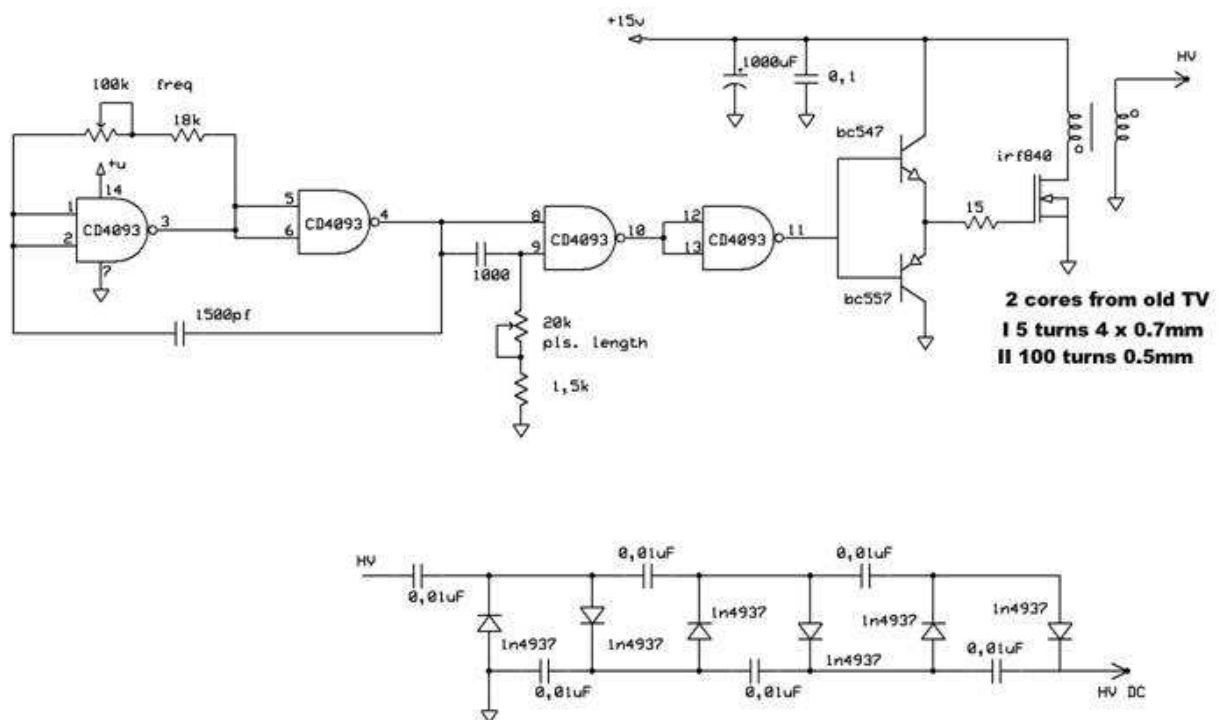 +15v
HV
1000uF
0,1
100k freq
18k
bc547
+u
14
irf840
1
2
CD4093
3
7
5
6
CD4093
4
8
9
CD4093
10
12
13
CD4093
11
15
1000
bc557
1500pf
20k
pls. length
1,5k
2 cores from old TV
I 5 turns 4 x 0.7mm
II 100 turns 0.5mm
HV
0,01uF
0,01uF
0,01uF
1n4937
1n4937
1n4937
1n4937
1n4937
1n4937
0,01uF
0,01uF
0,01uF
HV DC